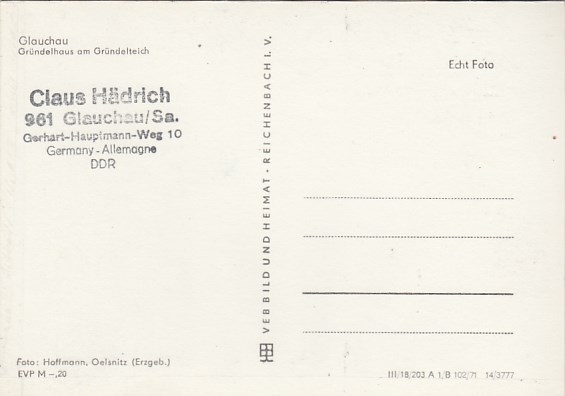 Glauchau
Gründelhaus am Gründelteich
Claus Hädrich
961 Glauchau/Sa.
Gerhart-Hauptmann-Weg 10
Germany-Allemagne
DDR
VEB BILD UND HEIMAT - REICHENBACH I. V.
Echt Foto
Foto: Hoffmann, Oelsnitz (Erzgeb.)
EVP M -,20
III/18/203 A 1/B 102/71 14/3777